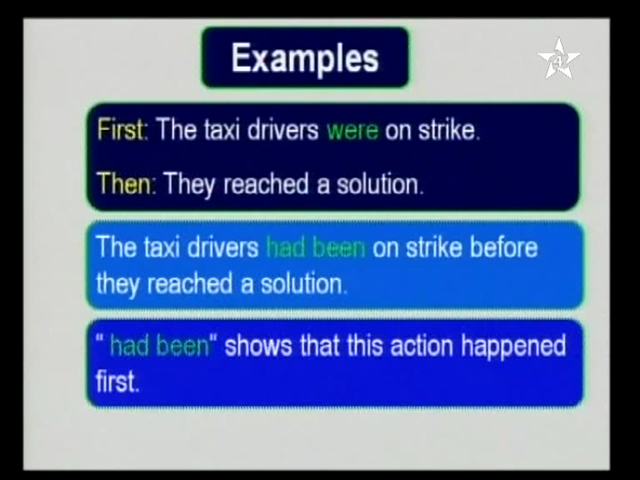 Examples
4
First: The taxi drivers were on strike.
Then: They reached a solution.
The taxi drivers had been on strike before
they reached a solution.
" had been" shows that this action happened
first.